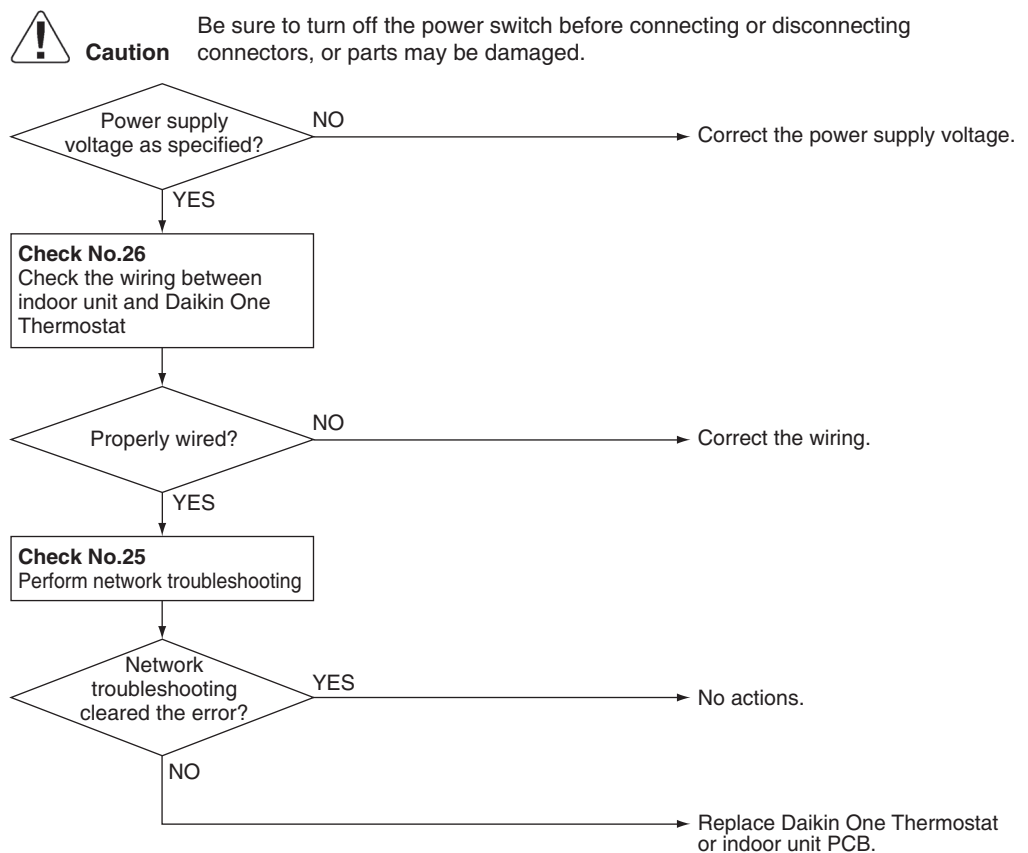 Be sure to turn off the power switch before connecting or disconnecting
Caution connectors, or parts may be damaged.
Power supply
voltage as specified?
NO
Correct the power supply voltage.
YES
Check No.26
Check the wiring between
indoor unit and Daikin One
Thermostat
Properly wired?
NO
Correct the wiring.
YES
Check No.25
Perform network troubleshooting
Network
troubleshooting
cleared the error?
YES
No actions.
NO
Replace Daikin One Thermostat
or indoor unit PCB.